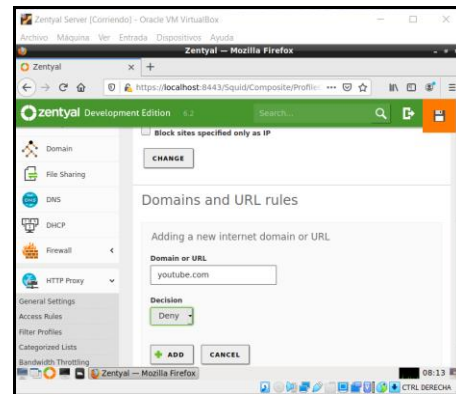 Zentyal Server [Corriendo] - Oracle VM VirtualBox
Archivo Máquina Ver Entrada Dispositivos Ayuda
Zentyal — Mozilla Firefox
Zentyal
https://localhost:8443/Squid/Composite/Profile
zentyal Development Edition 6.2
Search...
Block sites specified only as IP
CHANGE
Domain
File Sharing
DNS
DHCP
Firewall
HTTP Proxy
General Settings
Access Rules
Filter Profiles
Categorized Lists
Bandwidth Throttling
Domains and URL rules
Adding a new internet domain or URL
Domain or URL
youtube.com
Decision
Deny
ADD CANCEL
Zentyal — Mozilla Firefox
08:13
CTRL DERECHA